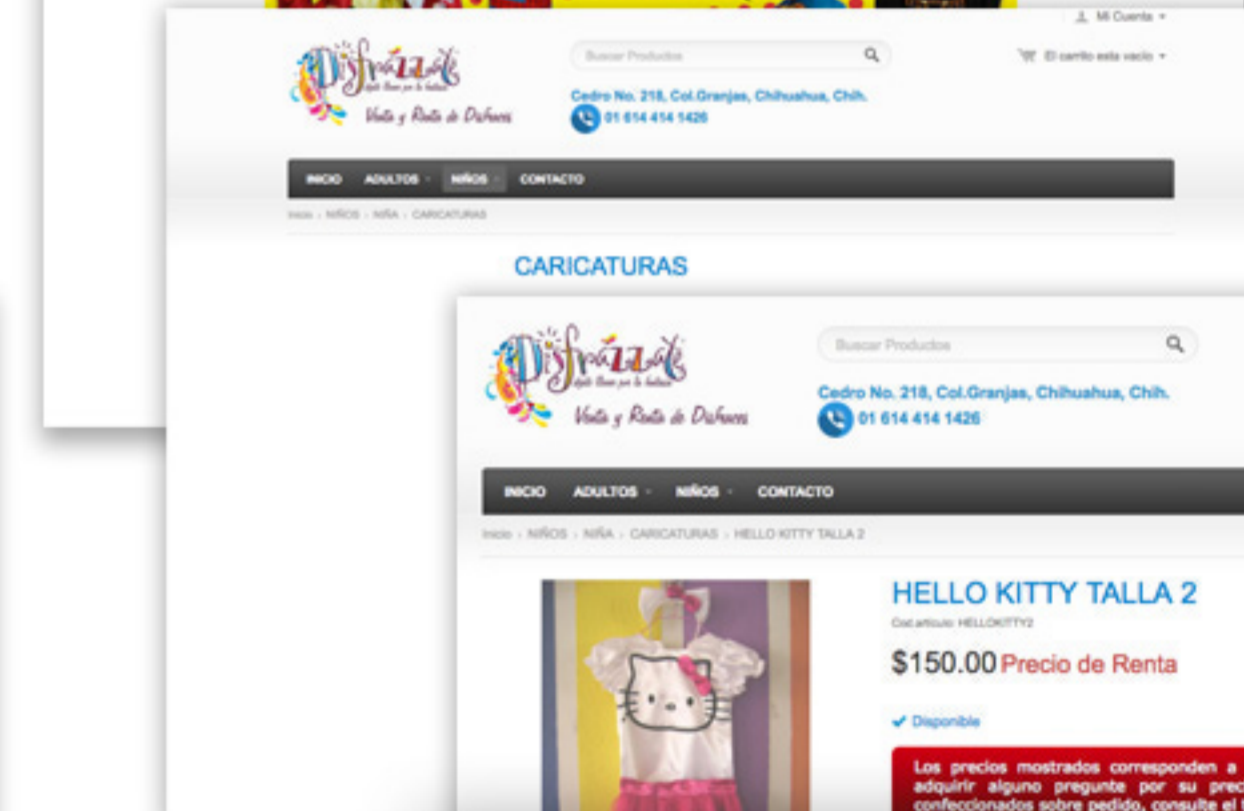 Mi Cuenta
Disfrázzate
Buscar Productos
El carrito esta vacio
Cedro No. 218, Col.Granjas, Chihuahua, Chih.
01 614 414 1426
Venta y Renta de Disfraces
INICIO ADULTOS NIÑOS CONTACTO
Inicio › NIÑOS › NIÑA › CARICATURAS
CARICATURAS
Disfrázzate
Buscar Productos
Cedro No. 218, Col.Granjas, Chihuahua, Chih.
01 614 414 1426
Venta y Renta de Disfraces
INICIO ADULTOS NIÑOS CONTACTO
Inicio › NIÑOS › NIÑA › CARICATURAS › HELLO KITTY TALLA 2
HELLO KITTY TALLA 2
Cod.artículo: HELLOKITTY2
$150.00 Precio de Renta
Disponible
Los precios mostrados corresponden a
adquirir alguno pregunte por su prec
confeccionados sobre pedido, consulte el